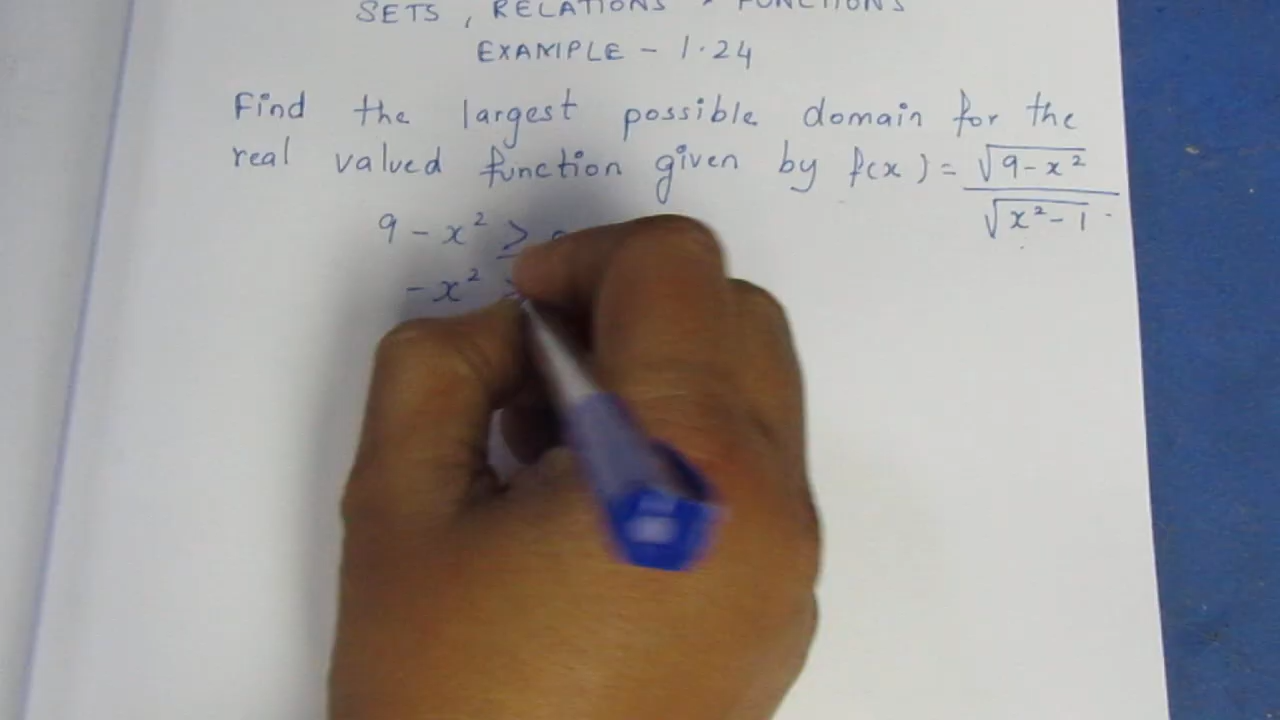 SETS, RELATIONS & FUNCTIONS
EXAMPLE - 1.24
Find the largest possible domain for the
real valued function given by f(x) = √(9-x²) / √(x²-1) .
9 - x² ≥
-x²